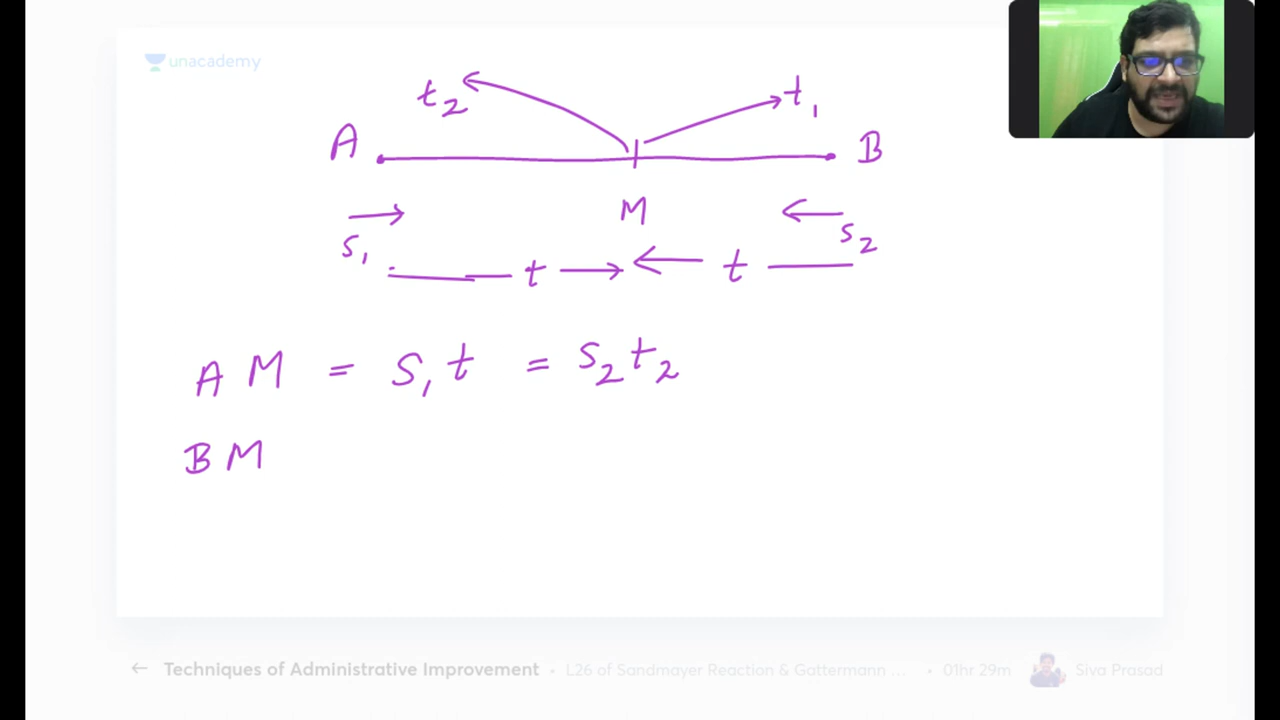 unacademy
t₂ t₁
A B
M
s₁ s₂
t t
AM = S₁t = S₂t₂
BM
← Techniques of Administrative Improvement • L26 of Sandmayer Reaction & Gattermann ... • 01hr 29m Siva Prasad